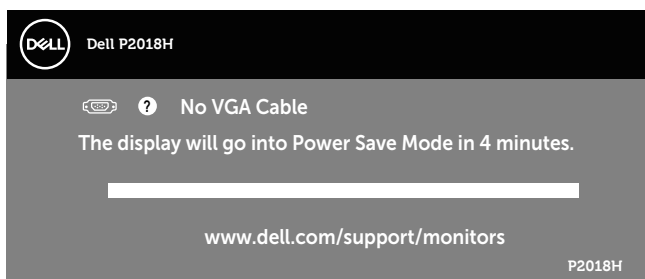 DELL Dell P2018H
? No VGA Cable
The display will go into Power Save Mode in 4 minutes.
www.dell.com/support/monitors
P2018H